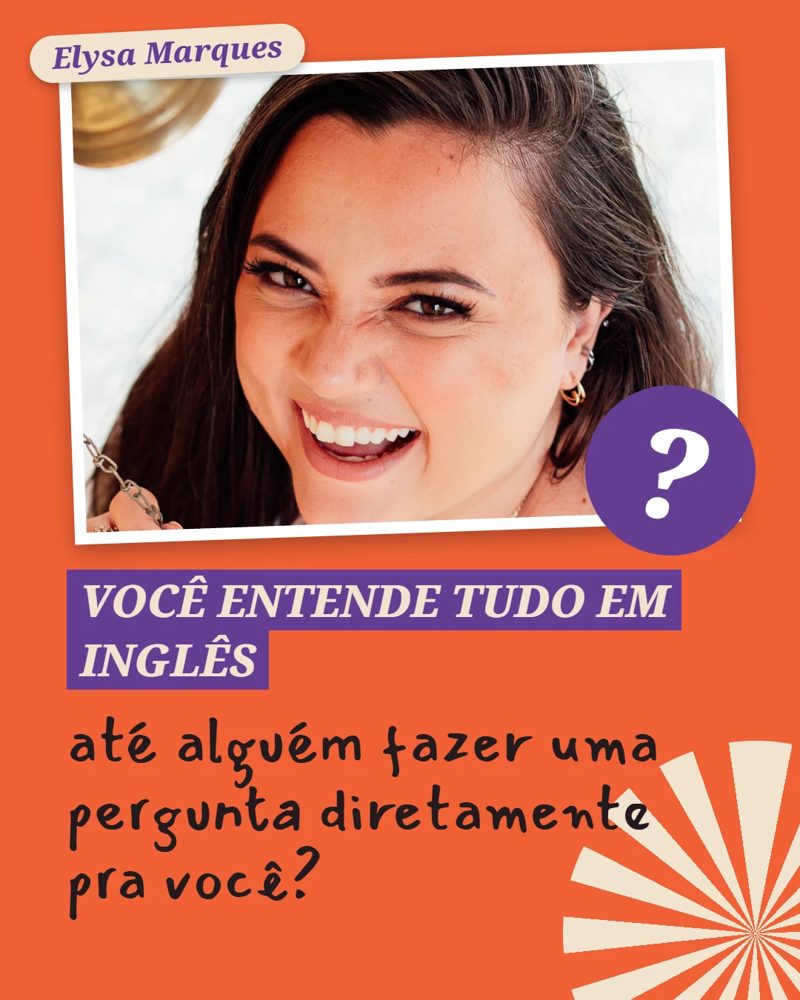 Elysa Marques
?
VOCÊ ENTENDE TUDO EM
INGLÊS
até alguém fazer uma
pergunta diretamente
pra você?